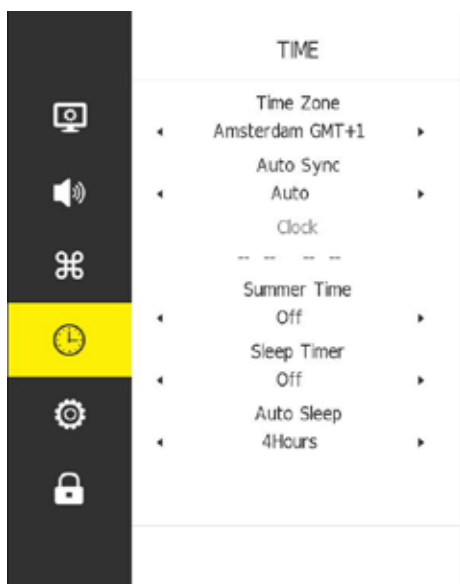 TIME
Time Zone
Amsterdam GMT+1
Auto Sync
Auto
Clock
-- -- -- --
Summer Time
Off
Sleep Timer
Off
Auto Sleep
4Hours